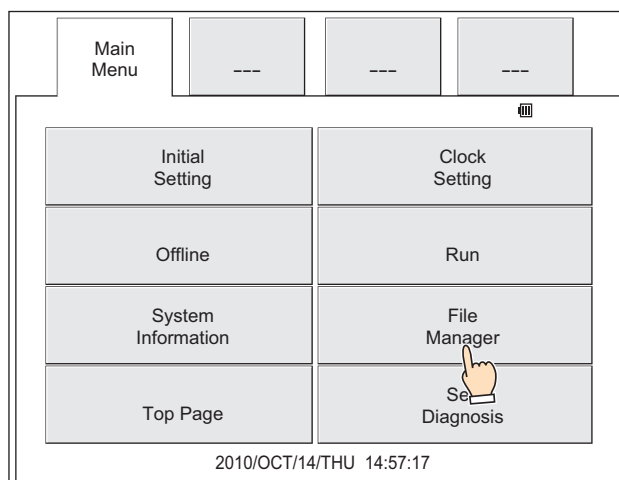 Main
Menu
---
---
---
Initial
Setting
Clock
Setting
Offline
Run
System
Information
File
Manager
Top Page
Diagnosis
2010/OCT/14/THU 14:57:17